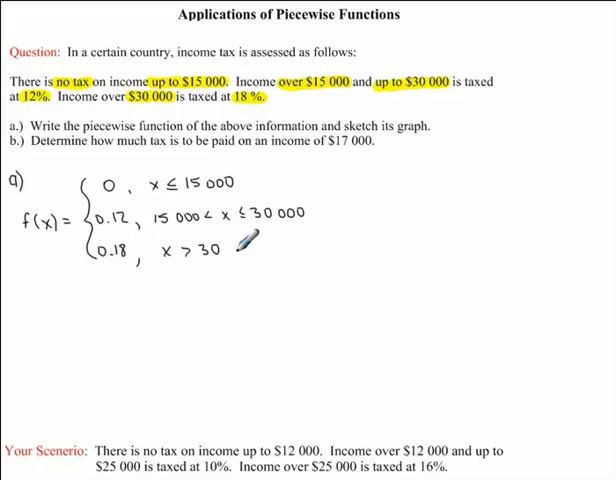 Applications of Piecewise Functions
Question: In a certain country, income tax is assessed as follows:
There is no tax on income up to $15 000. Income over $15 000 and up to $30 000 is taxed
at 12%. Income over $30 000 is taxed at 18 %.
a.) Write the piecewise function of the above information and sketch its graph.
b.) Determine how much tax is to be paid on an income of $17 000.
a)
0, x ≤ 15 000
f(x) = { 0.12, 15 000 < x ≤ 30 000
0.18, x > 30
Your Scenerio: There is no tax on income up to $12 000. Income over $12 000 and up to
$25 000 is taxed at 10%. Income over $25 000 is taxed at 16%.